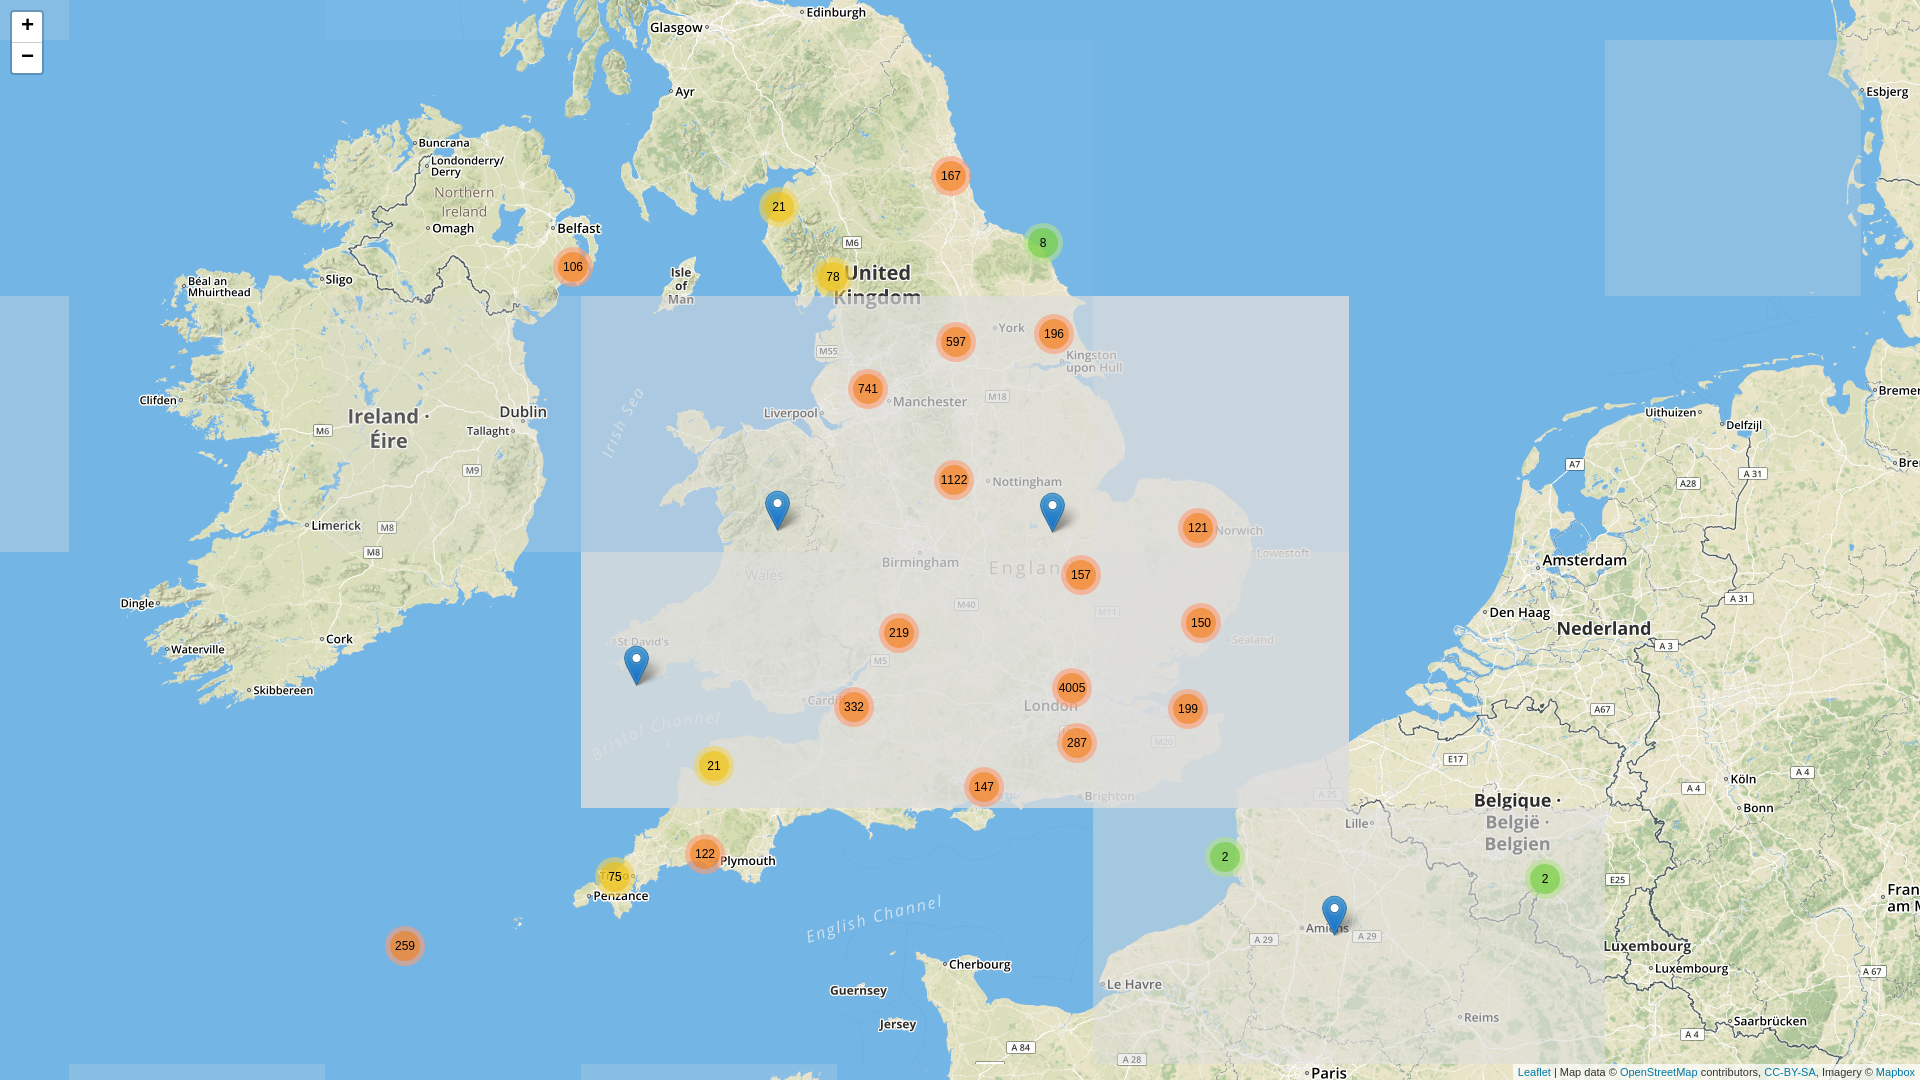 +
−
Glasgow
Edinburgh
Ayr
Esbjerg
Buncrana
Londonderry/
Derry
Northern
Ireland
Omagh
Belfast
167
21
8
M6
106
78
United
Kingdom
Isle
of
Man
Sligo
Béal an
Mhuirthead
York
196
597
Kingston
upon Hull
M55
741
Manchester
M18
Liverpool
Irish Sea
Clifden
Ireland ·
Éire
Dublin
Tallaght
M6
M9
Uithuizen
Delfzijl
A7
A 31
A28
1122
Nottingham
Limerick
M8
M8
121
Norwich
Lowestoft
Birmingham
England
157
Wales
Amsterdam
Den Haag
A 31
Nederland
A 3
Dingle
Cork
Waterville
Skibbereen
M40
M11
150
Sealand
219
St David's
M5
4005
London
199
Cardiff
332
287
M20
Bristol Channel
21
147
Brighton
A67
E17
A 4
Köln
A 4
Bonn
A 25
Belgique ·
België ·
Belgien
Lille
122
Plymouth
75
Penzance
2
2
E25
259
English Channel
Amiens
A 29
A 29
Luxembourg
Luxembourg
A 67
Cherbourg
Le Havre
Guernsey
Jersey
Reims
Saarbrücken
A 4
A 84
A 28
Paris
Leaflet | Map data © OpenStreetMap contributors, CC-BY-SA, Imagery © Mapbox